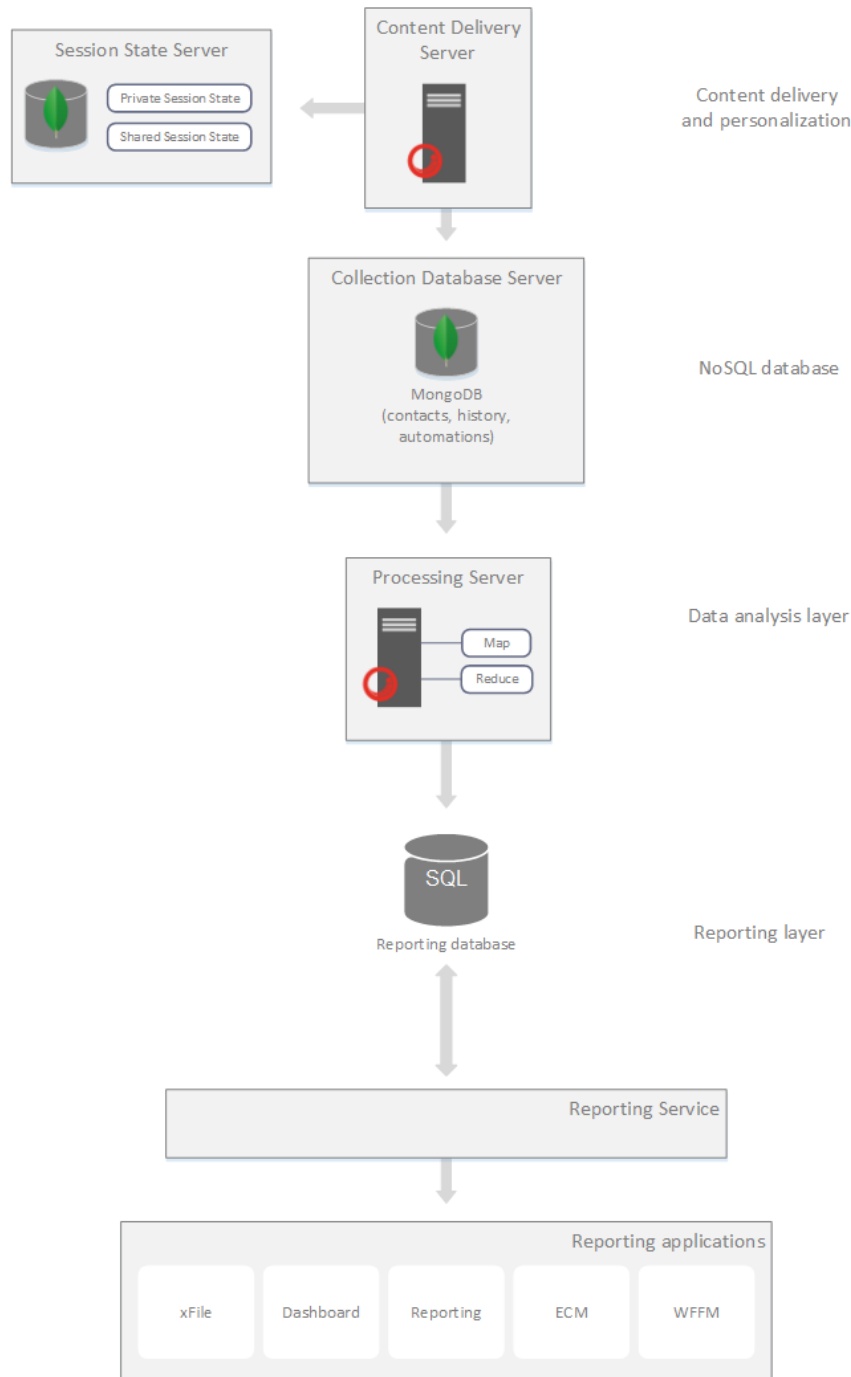 Session State Server
Private Session State
Shared Session State
Content Delivery
Server
Content delivery
and personalization
Collection Database Server
MongoDB
(contacts, history,
automations)
NoSQL database
Processing Server
Map
Reduce
Data analysis layer
SQL
Reporting database
Reporting layer
Reporting Service
Reporting applications
xFile
Dashboard
Reporting
ECM
WFFM